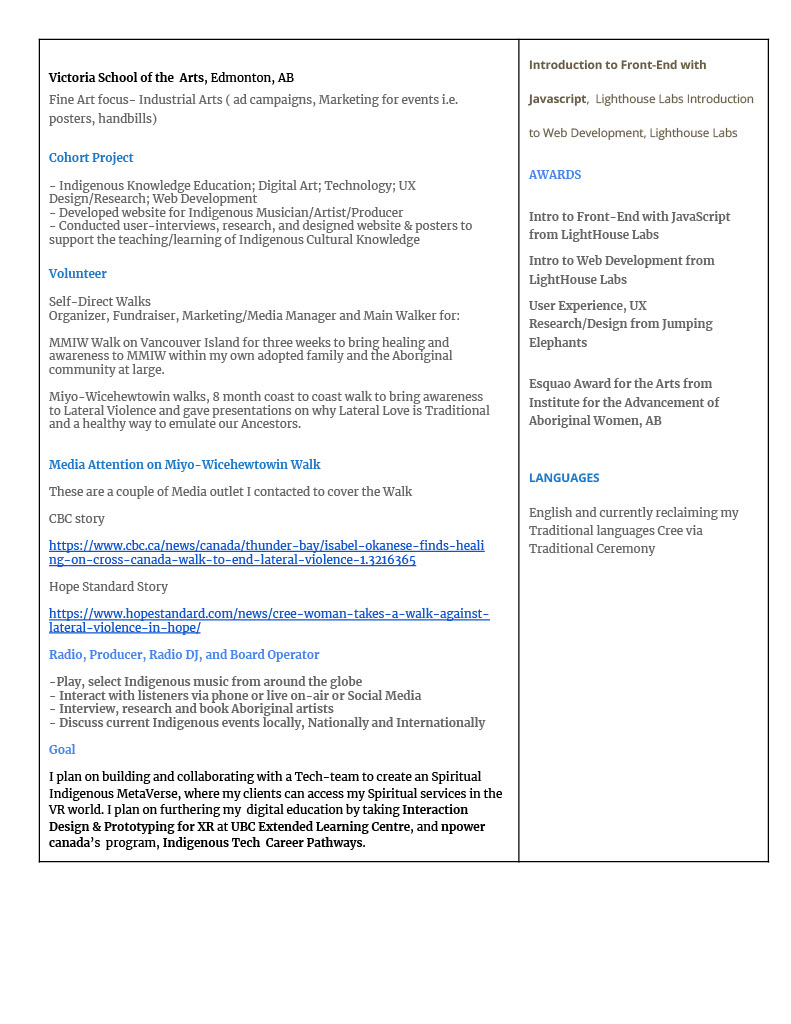 Victoria School of the Arts, Edmonton, AB
Fine Art focus- Industrial Arts ( ad campaigns, Marketing for events i.e.
posters, handbills)
Cohort Project
- Indigenous Knowledge Education; Digital Art; Technology; UX
Design/Research; Web Development
- Developed website for Indigenous Musician/Artist/Producer
- Conducted user-interviews, research, and designed website & posters to
support the teaching/learning of Indigenous Cultural Knowledge
Volunteer
Self-Direct Walks
Organizer, Fundraiser, Marketing/Media Manager and Main Walker for:
MMIW Walk on Vancouver Island for three weeks to bring healing and
awareness to MMIW within my own adopted family and the Aboriginal
community at large.
Miyo-Wicehewtowin walks, 8 month coast to coast walk to bring awareness
to Lateral Violence and gave presentations on why Lateral Love is Traditional
and a healthy way to emulate our Ancestors.
Media Attention on Miyo-Wicehewtowin Walk
These are a couple of Media outlet I contacted to cover the Walk
CBC story
https://www.cbc.ca/news/canada/thunder-bay/isabel-okanese-finds-heali
ng-on-cross-canada-walk-to-end-lateral-violence-1.3216365
Hope Standard Story
https://www.hopestandard.com/news/cree-woman-takes-a-walk-against-
lateral-violence-in-hope/
Radio, Producer, Radio DJ, and Board Operator
-Play, select Indigenous music from around the globe
- Interact with listeners via phone or live on-air or Social Media
- Interview, research and book Aboriginal artists
- Discuss current Indigenous events locally, Nationally and Internationally
Goal
I plan on building and collaborating with a Tech-team to create an Spiritual
Indigenous MetaVerse, where my clients can access my Spiritual services in the
VR world. I plan on furthering my digital education by taking Interaction
Design & Prototyping for XR at UBC Extended Learning Centre, and npower
canada's program, Indigenous Tech Career Pathways.
Introduction to Front-End with
Javascript, Lighthouse Labs Introduction
to Web Development, Lighthouse Labs
AWARDS
Intro to Front-End with JavaScript
from LightHouse Labs
Intro to Web Development from
LightHouse Labs
User Experience, UX
Research/Design from Jumping
Elephants
Esquao Award for the Arts from
Institute for the Advancement of
Aboriginal Women, AB
LANGUAGES
English and currently reclaiming my
Traditional languages Cree via
Traditional Ceremony